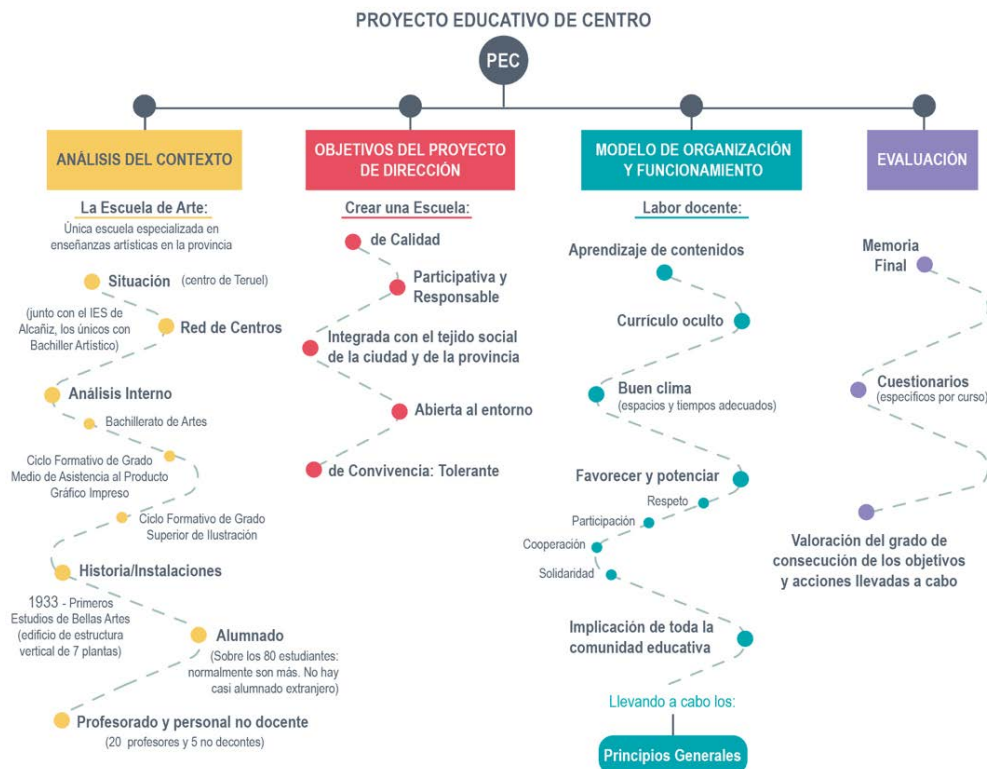 PROYECTO EDUCATIVO DE CENTRO
PEC
ANÁLISIS DEL CONTEXTO
La Escuela de Arte:
Única escuela especializada en
enseñanzas artísticas en la provincia
Situación (centro de Teruel)
(junto con el IES de
Alcañiz, los únicos con
Bachiller Artístico)
Red de Centros
Análisis Interno
Bachillerato de Artes
Ciclo Formativo de Grado
Medio de Asistencia al Producto
Gráfico Impreso
Ciclo Formativo de Grado
Superior de Ilustración
Historia/Instalaciones
1933 - Primeros
Estudios de Bellas Artes
(edificio de estructura
vertical de 7 plantas)
Alumnado
(Sobre los 80 estudiantes:
normalmente son más. No hay
casi alumnado extranjero)
Profesorado y personal no docente
(20 profesores y 5 no decontes)
OBJETIVOS DEL PROYECTO
DE DIRECCIÓN
Crear una Escuela:
de Calidad
Participativa y
Responsable
Integrada con el tejido social
de la ciudad y de la provincia
Abierta al entorno
de Convivencia: Tolerante
MODELO DE ORGANIZACIÓN
Y FUNCIONAMIENTO
Labor docente:
Aprendizaje de contenidos
Currículo oculto
Buen clima
(espacios y tiempos adecuados)
Favorecer y potenciar
Respeto
Participación
Cooperación
Solidaridad
Implicación de toda la
comunidad educativa
Llevando a cabo los:
Principios Generales
EVALUACIÓN
Memoria
Final
Cuestionarios
(especificos por curso)
Valoración del grado de
consecución de los objetivos
y acciones llevadas a cabo